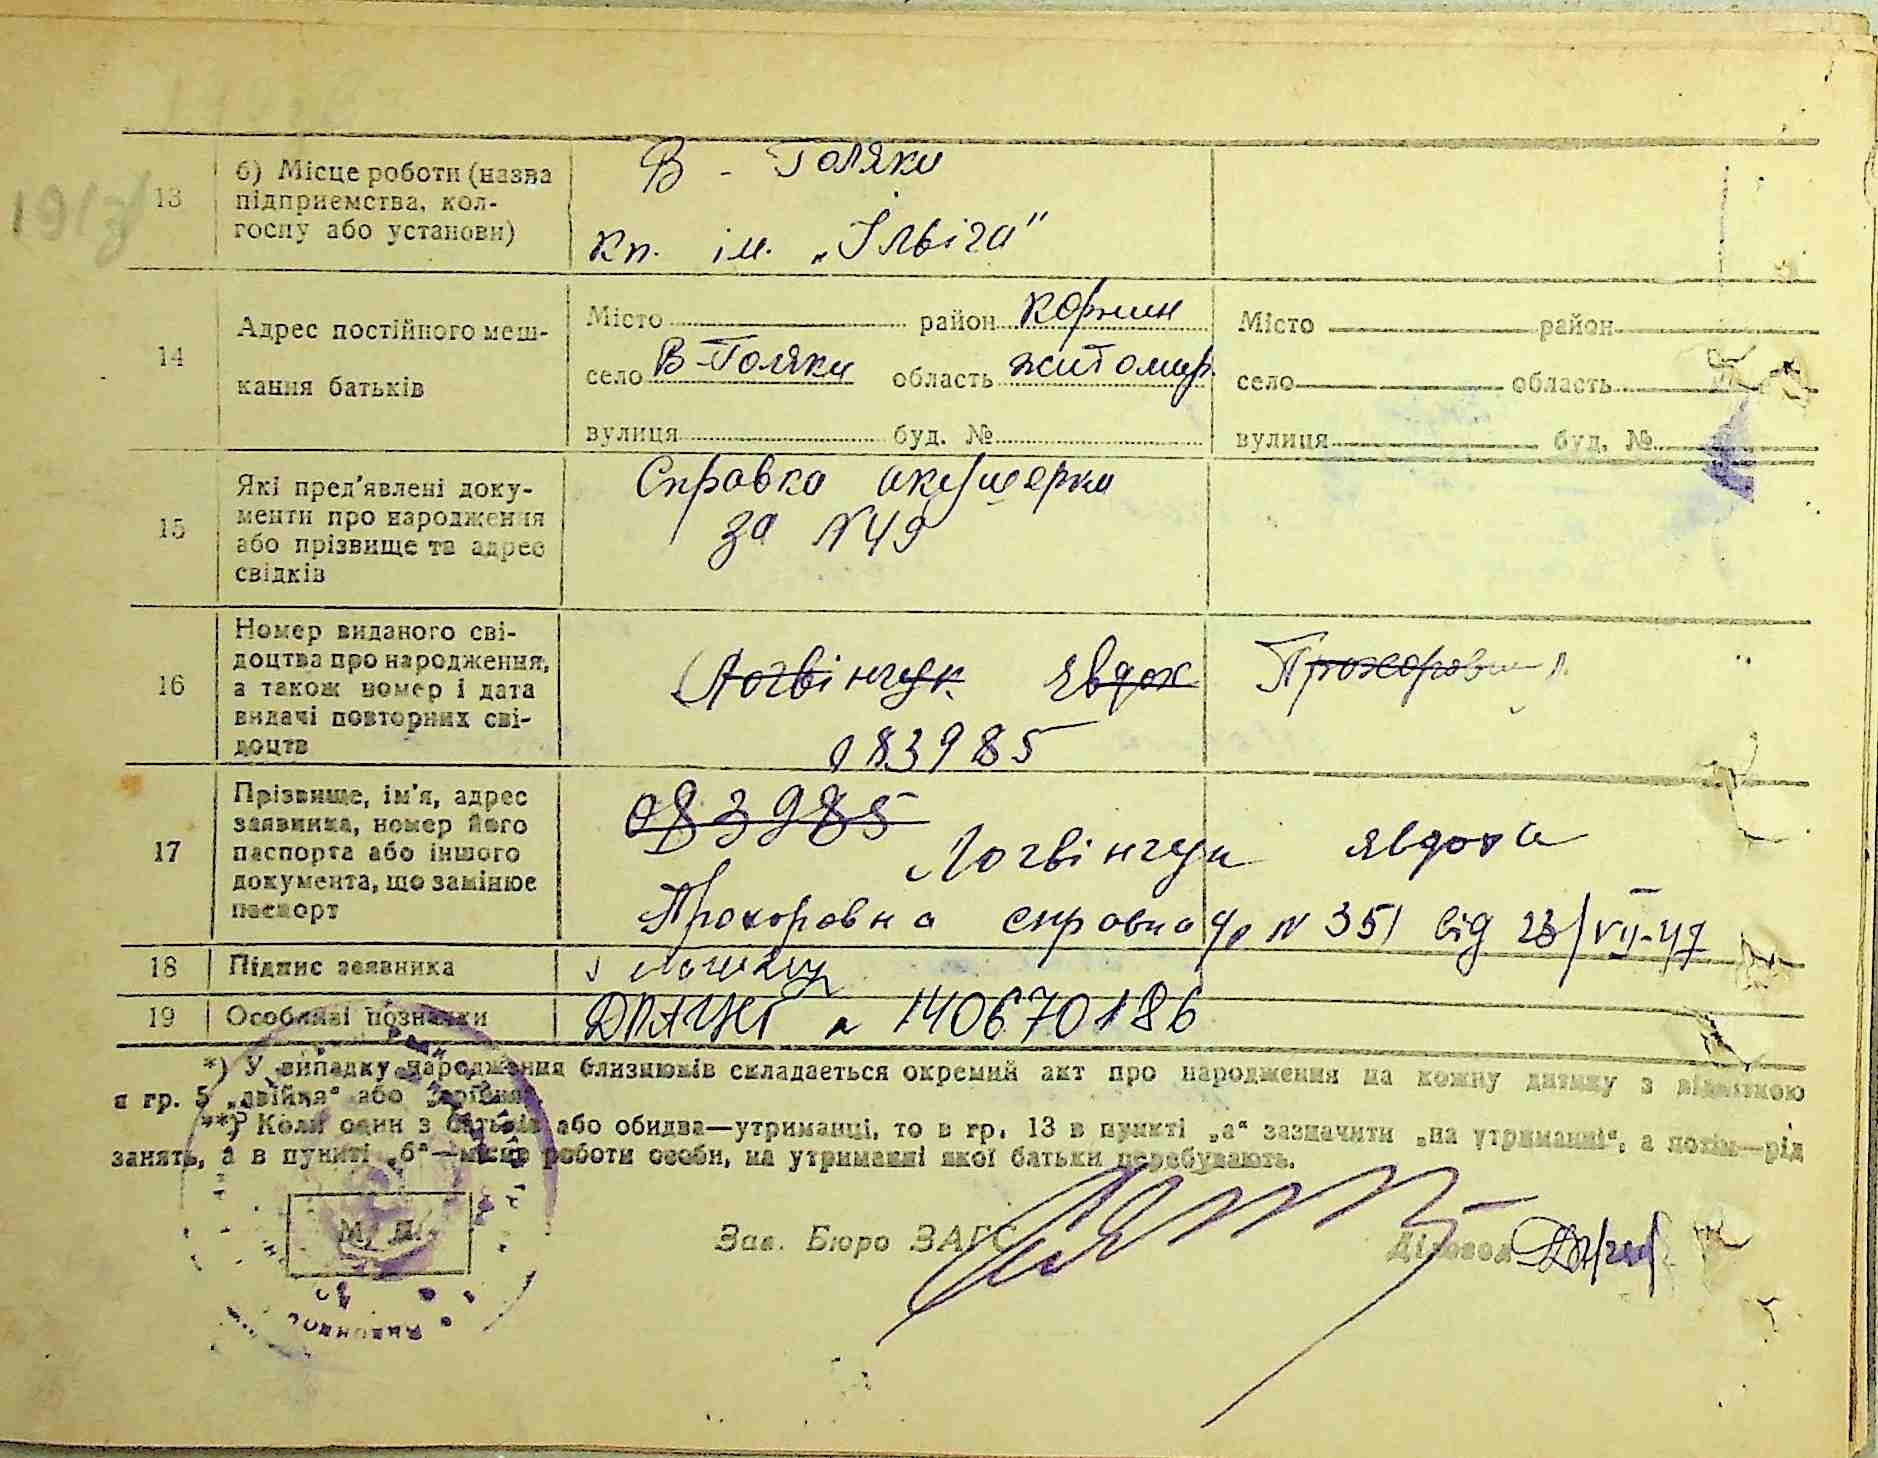 13
б) Місце роботи (назва
підприємства, кол-
госпу або установи)
В - Голяки
Кп. ім. „Ільіча"
14
Адрес постійного меш-
кання батьків
Місто район Корнин
село В-Голяки область житомир.
вулиця буд. №
Місто район
село область
вулиця буд. №
15
Які пред'явлені доку-
менти про народження
або прізвище та адрес
свідків
Справка акушерки
за N 49
16
Номер виданого сві-
доцтва про народження,
а також номер і дата
видачі повторних сві-
доцтв
Логвінчук Явдох
083985
17
Прізвище, ім'я, адрес
заявника, номер його
паспорта або іншого
документа, що замінює
паспорт
083985
Логвінчук Явдоха
Прохоровна справка N 351 від 23/VII-47
18
Підпис заявника
19
Особливі позначки
140670186
*) У випадку народження близнюків складається окремий акт про народження на кожну дитину з відміткою
в гр. 5 „двійня" або „трійня".
**) Коли один з батьків або обидва—утриманці, то в гр. 13 в пункті „а" зазначити „на утриманні", а потім—рід
занять, а в пункті „б"—місце роботи особи, на утриманні якої батьки перебувають.
М. П.
Зав. Бюро ЗАГС
Діловод